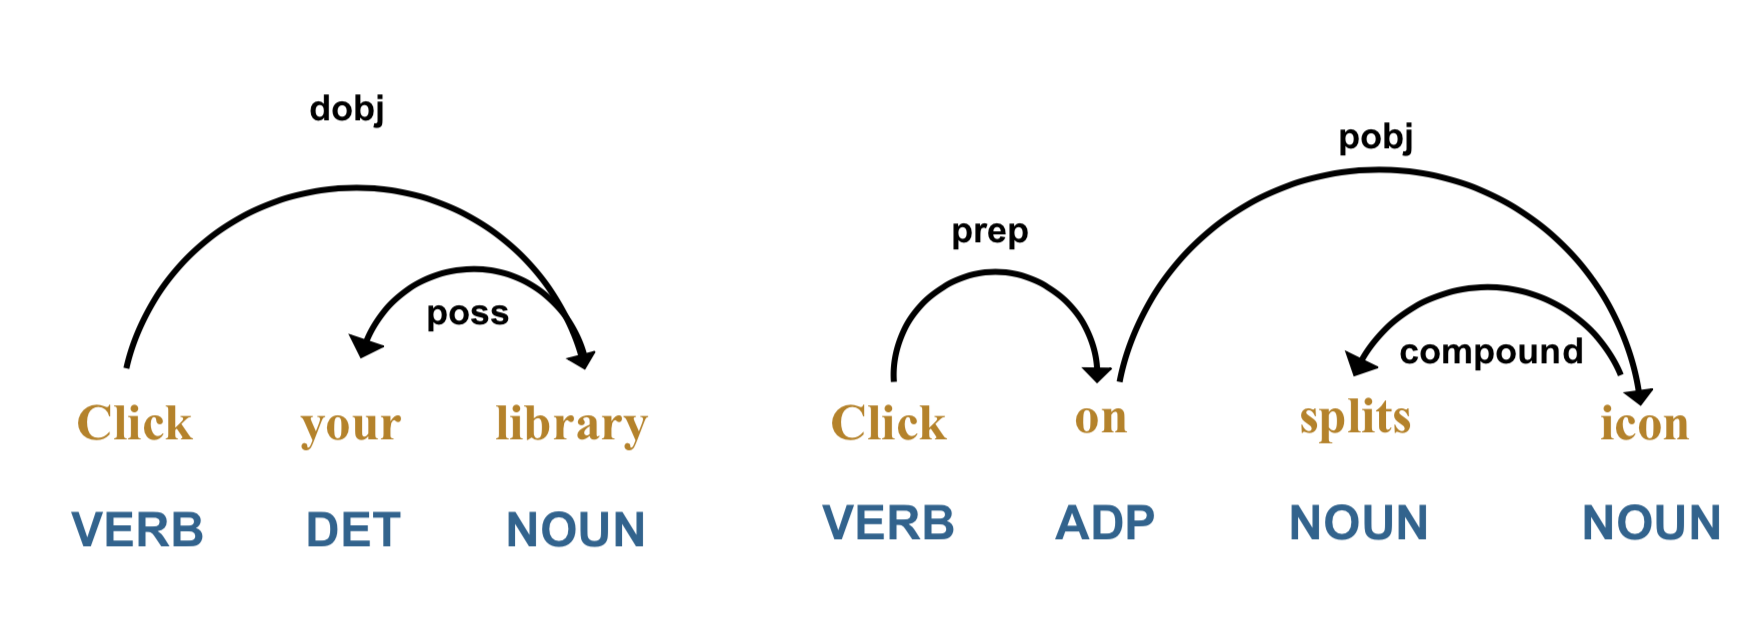 dobj
poss
Click your library
VERB DET NOUN
pobj
prep
compound
Click on splits icon
VERB ADP NOUN NOUN